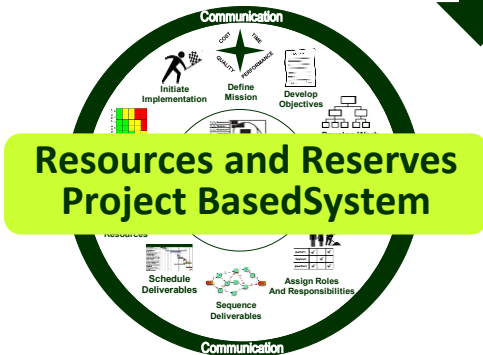 Communication
COST
TIME
QUALITY
PERFORMANCE
Initiate
Implementation
Define
Mission
Develop
Objectives
Resources and Reserves
Project BasedSystem
Resources
Schedule
Deliverables
Sequence
Deliverables
Assign Roles
And Responsibilities
Communication